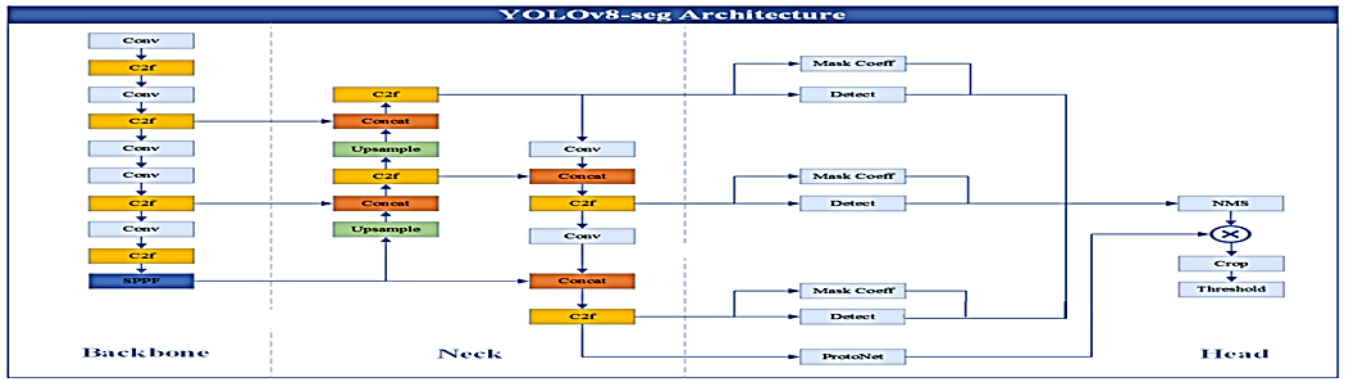 YOLOv8-seg Architecture
Conv
C2f
Conv
C2f
Conv
Conv
C2f
Conv
C2f
SPPF
Backbone
C2f
Concat
Upsample
C2f
Concat
Upsample
Conv
Concat
C2f
Conv
Concat
C2f
Neck
Mask Coeff
Detect
Mask Coeff
Detect
Mask Coeff
Detect
ProtoNet
NMS
Crop
Threshold
Head